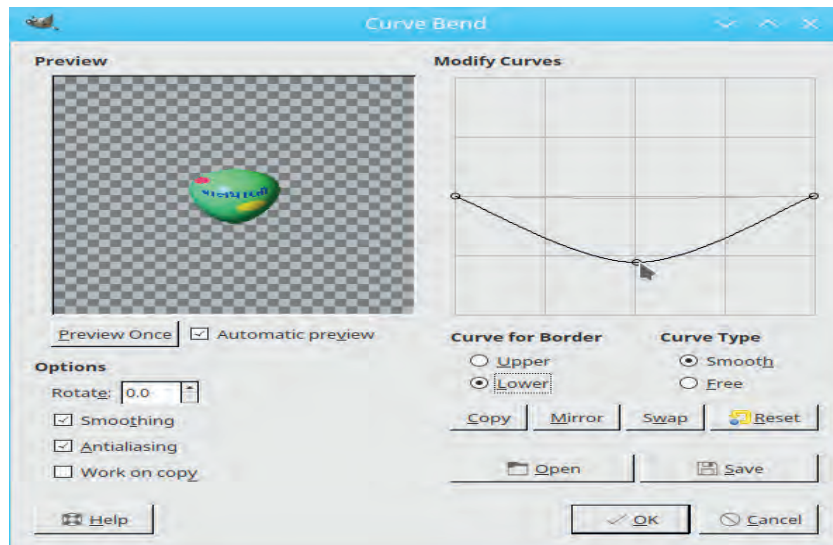 Curve Bend
Preview
Modify Curves
Preview Once
Automatic preview
Options
Rotate: 0.0
Smoothing
Antialiasing
Work on copy
Curve for Border
Curve Type
Upper
Smooth
Lower
Free
Copy
Mirror
Swap
Reset
Open
Save
Help
OK
Cancel